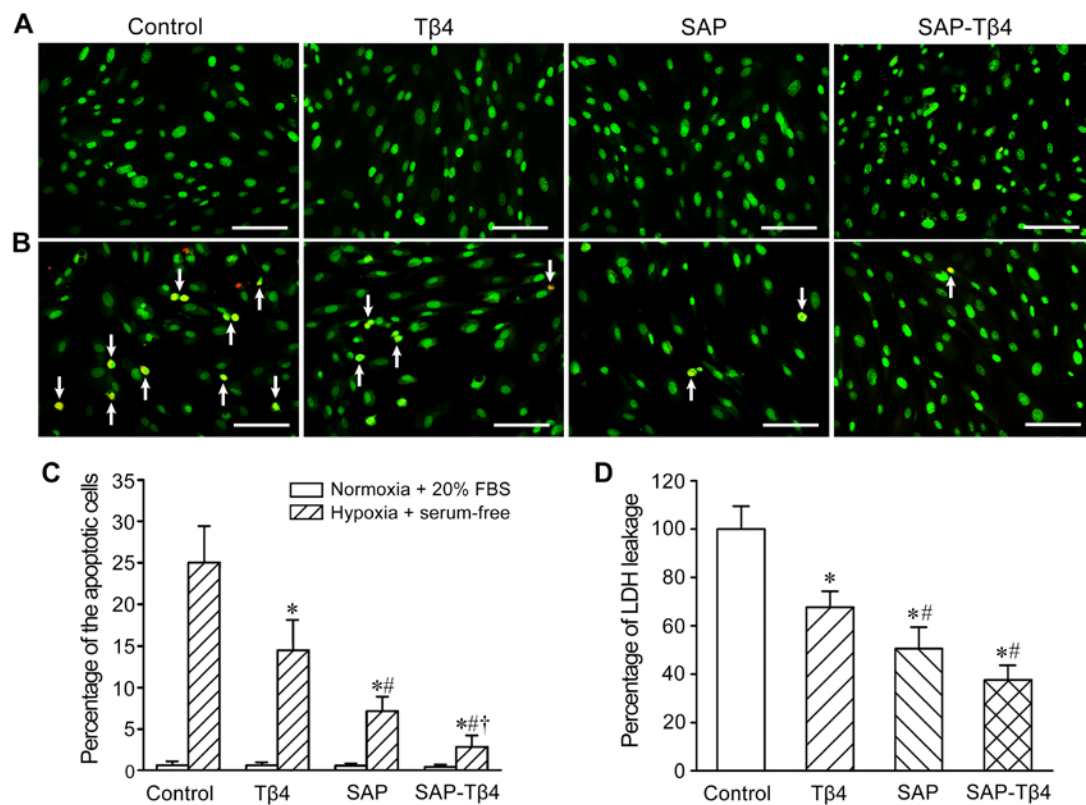 A
Control
Tβ4
SAP
SAP-Tβ4
B
C
Percentage of the apoptotic cells
35
30
25
20
15
10
5
0
Normoxia + 20% FBS
Hypoxia + serum-free
*
*#
*#†
Control
Tβ4
SAP
SAP-Tβ4
D
Percentage of LDH leakage
120
100
80
60
40
20
0
*
*#
*#
Control
Tβ4
SAP
SAP-Tβ4